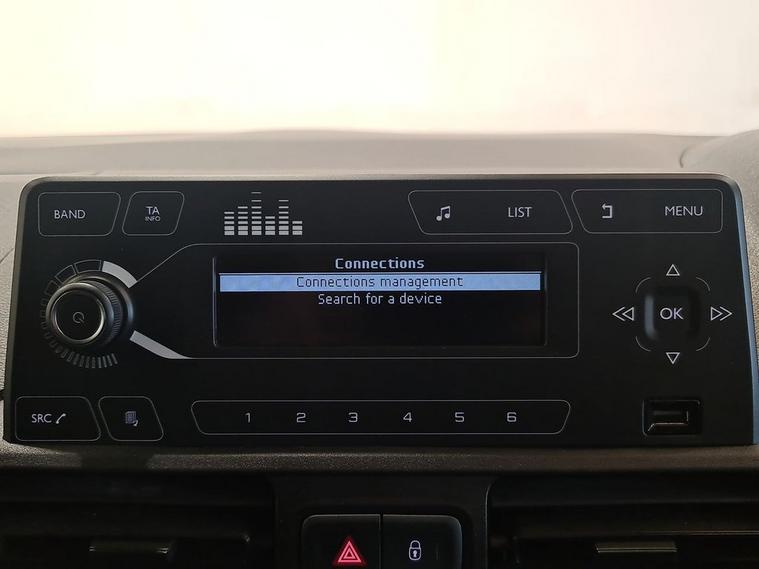 BAND
TA
INFO
LIST
MENU
Connections
Connections management
Search for a device
OK
SRC
1 2 3 4 5 6